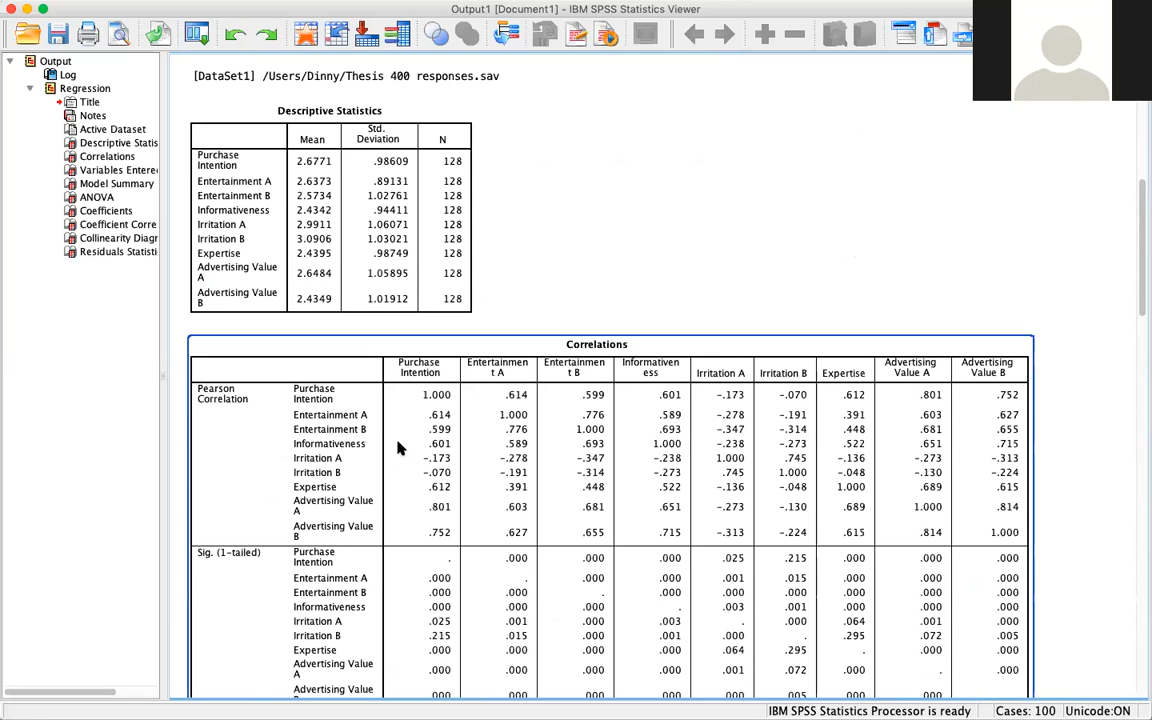 Output1 [Document1] - IBM SPSS Statistics Viewer
Output
Log
Regression
Title
Notes
Active Dataset
Descriptive Statis
Correlations
Variables Entere
Model Summary
ANOVA
Coefficients
Coefficient Corre
Collinearity Diagr
Residuals Statisti
[DataSet1] /Users/Dinny/Thesis 400 responses.sav
Descriptive Statistics
Mean Std. Deviation N
Purchase Intention 2.6771 .98609 128
Entertainment A 2.6373 .89131 128
Entertainment B 2.5734 1.02761 128
Informativeness 2.4342 .94411 128
Irritation A 2.9911 1.06071 128
Irritation B 3.0906 1.03021 128
Expertise 2.4395 .98749 128
Advertising Value A 2.6484 1.05895 128
Advertising Value B 2.4349 1.01912 128
Correlations
Purchase Intention Entertainmen t A Entertainmen t B Informativen ess Irritation A Irritation B Expertise Advertising Value A Advertising Value B
Pearson Correlation Purchase Intention 1.000 .614 .599 .601 -.173 -.070 .612 .801 .752
Entertainment A .614 1.000 .776 .589 -.278 -.191 .391 .603 .627
Entertainment B .599 .776 1.000 .693 -.347 -.314 .448 .681 .655
Informativeness .601 .589 .693 1.000 -.238 -.273 .522 .651 .715
Irritation A -.173 -.278 -.347 -.238 1.000 .745 -.136 -.273 -.313
Irritation B -.070 -.191 -.314 -.273 .745 1.000 -.048 -.130 -.224
Expertise .612 .391 .448 .522 -.136 -.048 1.000 .689 .615
Advertising Value A .801 .603 .681 .651 -.273 -.130 .689 1.000 .814
Advertising Value B .752 .627 .655 .715 -.313 -.224 .615 .814 1.000
Sig. (1-tailed) Purchase Intention . .000 .000 .000 .025 .215 .000 .000 .000
Entertainment A .000 . .000 .000 .001 .015 .000 .000 .000
Entertainment B .000 .000 . .000 .000 .000 .000 .000 .000
Informativeness .000 .000 .000 . .003 .001 .000 .000 .000
Irritation A .025 .001 .000 .003 . .000 .064 .001 .000
Irritation B .215 .015 .000 .001 .000 . .295 .072 .005
Expertise .000 .000 .000 .000 .064 .295 . .000 .000
Advertising Value A .000 .000 .000 .000 .001 .072 .000 . .000
Advertising Value .000 .000 .000 .000 .000 .005 .000 .000
IBM SPSS Statistics Processor is ready Cases: 100 Unicode:ON